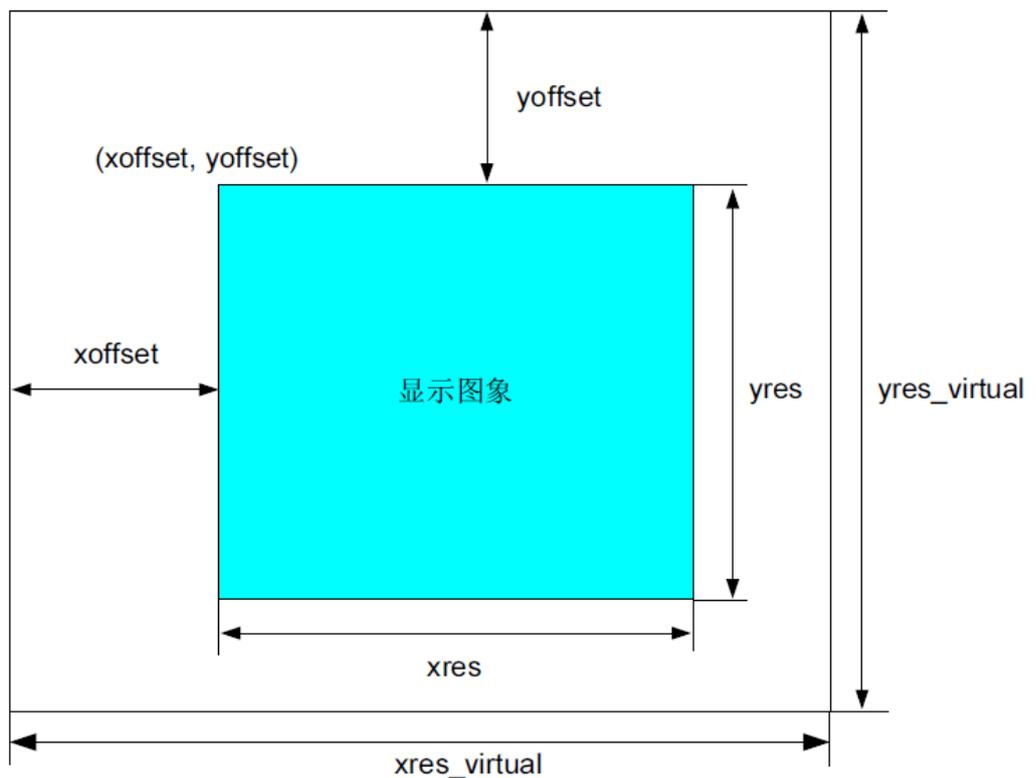 yoffset
(xoffset, yoffset)
xoffset
显示图象
yres
yres_virtual
xres
xres_virtual